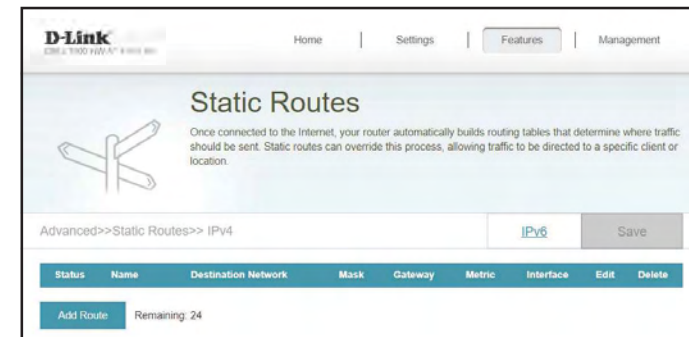 D-Link
Home | Settings | Features | Management
Static Routes
Once connected to the Internet, your router automatically builds routing tables that determine where traffic
should be sent. Static routes can override this process, allowing traffic to be directed to a specific client or
location.
Advanced>>Static Routes>> IPv4 IPv6 Save
Status Name Destination Network Mask Gateway Metric Interface Edit Delete
Add Route Remaining: 24